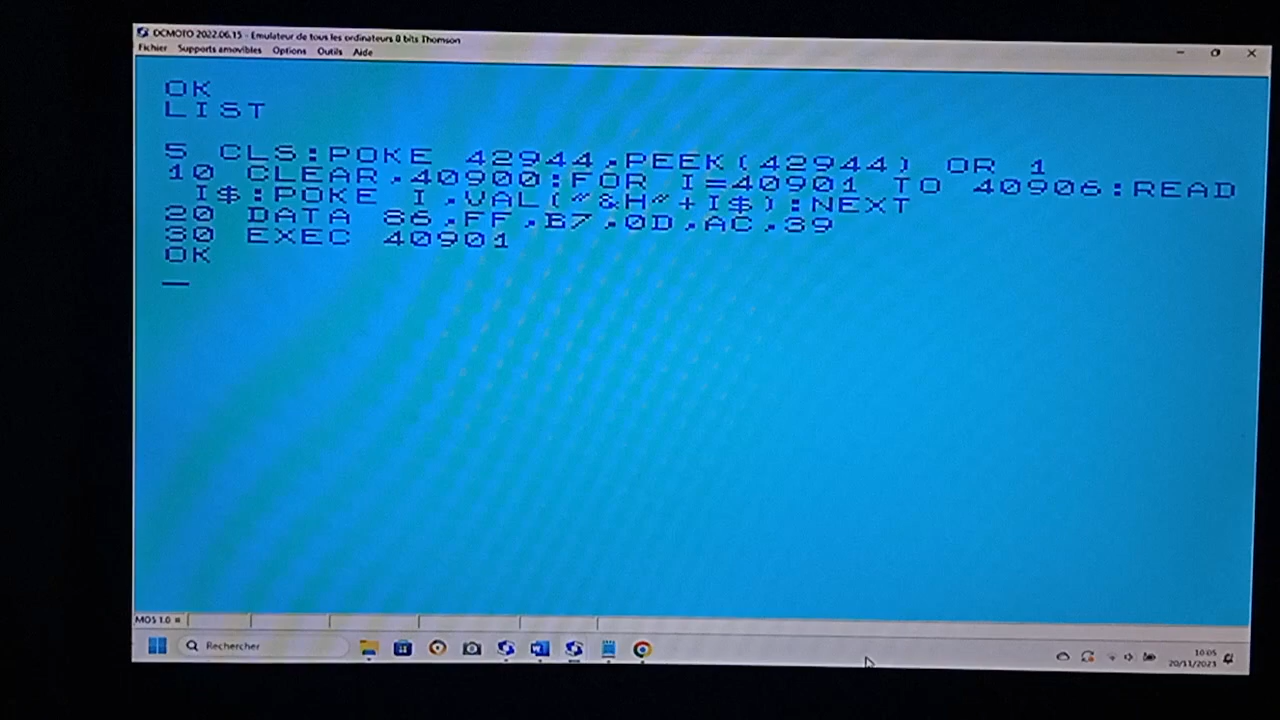 DCMOTO 2022.06.15 - Emulateur de tous les ordinateurs 8 bits Thomson
Fichier Supports amovibles Options Outils Aide
OK
LIST
5 CLS:POKE 42944,PEEK(42944) OR 1
10 CLEAR,40900:FOR I=40901 TO 40906:READ
I$:POKE I,VAL("&H"+I$):NEXT
20 DATA 86,FF,B7,0D,AC,39
30 EXEC 40901
OK
MO5 1.0
Rechercher
10:05
20/11/2023